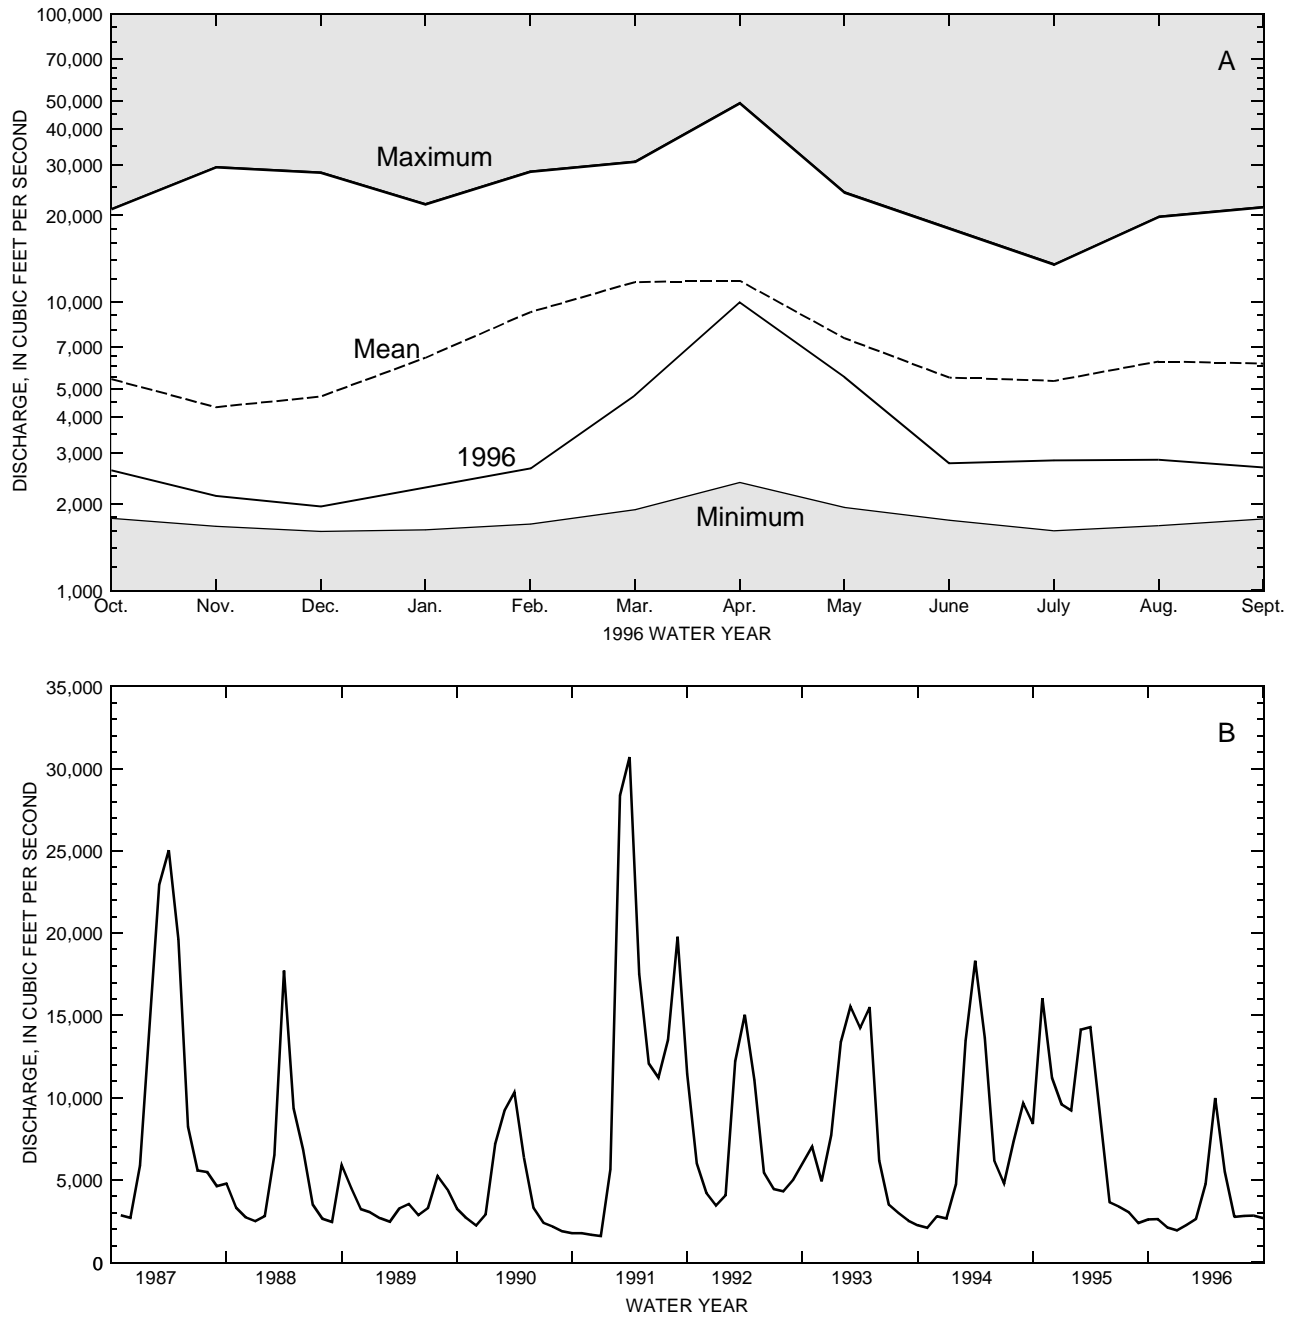 100,000
70,000
50,000
40,000
30,000
20,000
10,000
7,000
5,000
4,000
3,000
2,000
1,000
DISCHARGE, IN CUBIC FEET PER SECOND
A
Maximum
Mean
1996
Minimum
Oct. Nov. Dec. Jan. Feb. Mar. Apr. May June July Aug. Sept.
1996 WATER YEAR
35,000
30,000
25,000
20,000
15,000
10,000
5,000
0
DISCHARGE, IN CUBIC FEET PER SECOND
B
1987 1988 1989 1990 1991 1992 1993 1994 1995 1996
WATER YEAR